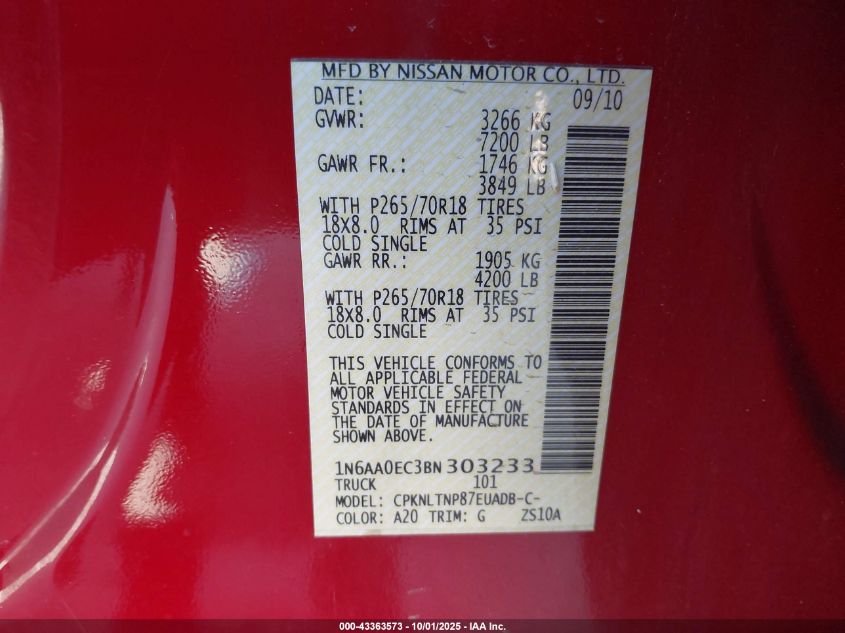 MFD BY NISSAN MOTOR CO., LTD.
DATE: 09/10
GVWR: 3266 KG
7200 LB
GAWR FR.: 1746 KG
3849 LB
WITH P265/70R18 TIRES
18X8.0 RIMS AT 35 PSI
COLD SINGLE
GAWR RR.: 1905 KG
4200 LB
WITH P265/70R18 TIRES
18X8.0 RIMS AT 35 PSI
COLD SINGLE
THIS VEHICLE CONFORMS TO
ALL APPLICABLE FEDERAL
MOTOR VEHICLE SAFETY
STANDARDS IN EFFECT ON
THE DATE OF MANUFACTURE
SHOWN ABOVE.
1N6AA0EC3BN303233
TRUCK 101
MODEL: CPKNLTNP87EUADB-C-
COLOR: A20 TRIM: G ZS10A
000-43363573 - 10/01/2025 - IAA Inc.